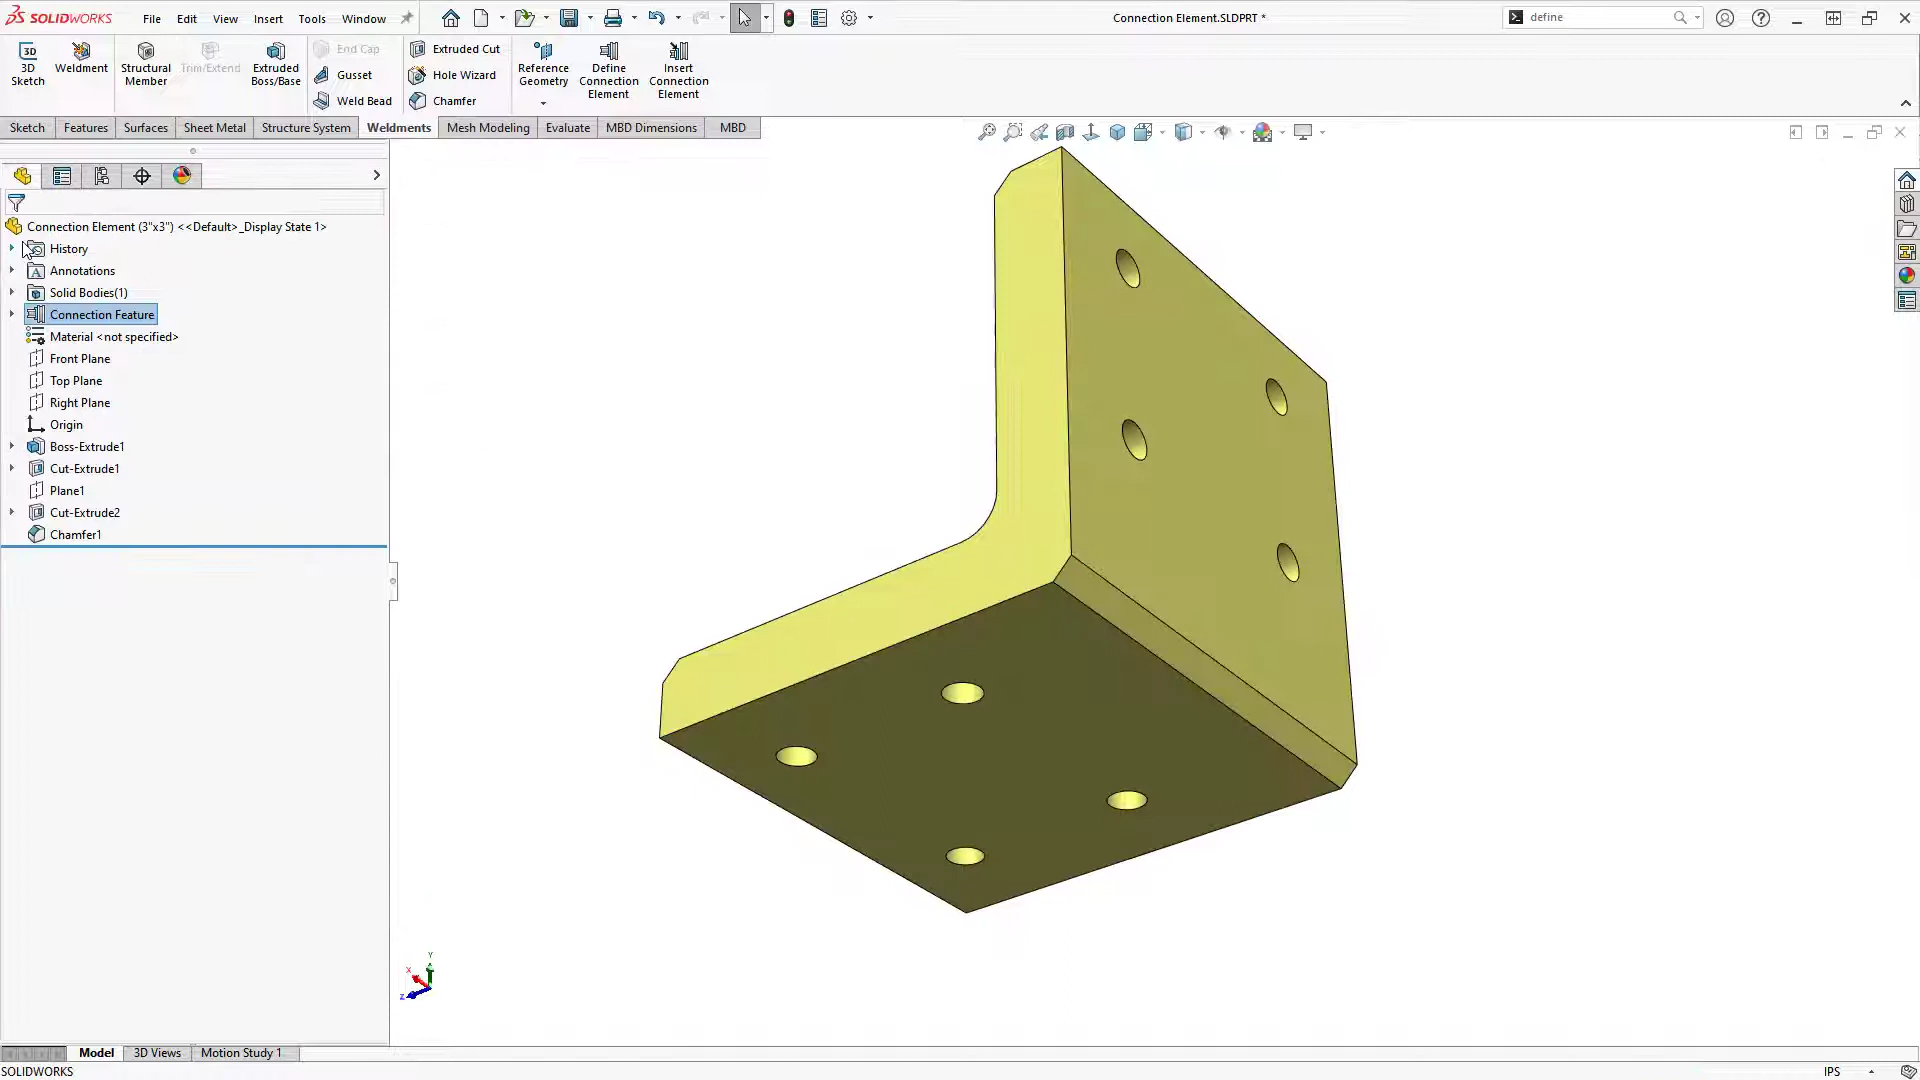 SOLIDWORKS File Edit View Insert Tools Window Connection Element.SLDPRT * define
3D Sketch
Weldment
Structural Member
Trim/Extend
Extruded Boss/Base
End Cap
Gusset
Weld Bead
Extruded Cut
Hole Wizard
Chamfer
Reference Geometry
Define Connection Element
Insert Connection Element
Sketch Features Surfaces Sheet Metal Structure System Weldments Mesh Modeling Evaluate MBD Dimensions MBD
Connection Element (3"x3") <<Default>_Display State 1>
History
Annotations
Solid Bodies(1)
Connection Feature
Material <not specified>
Front Plane
Top Plane
Right Plane
Origin
Boss-Extrude1
Cut-Extrude1
Plane1
Cut-Extrude2
Chamfer1
Y
X
Z
Model 3D Views Motion Study 1
SOLIDWORKS IPS